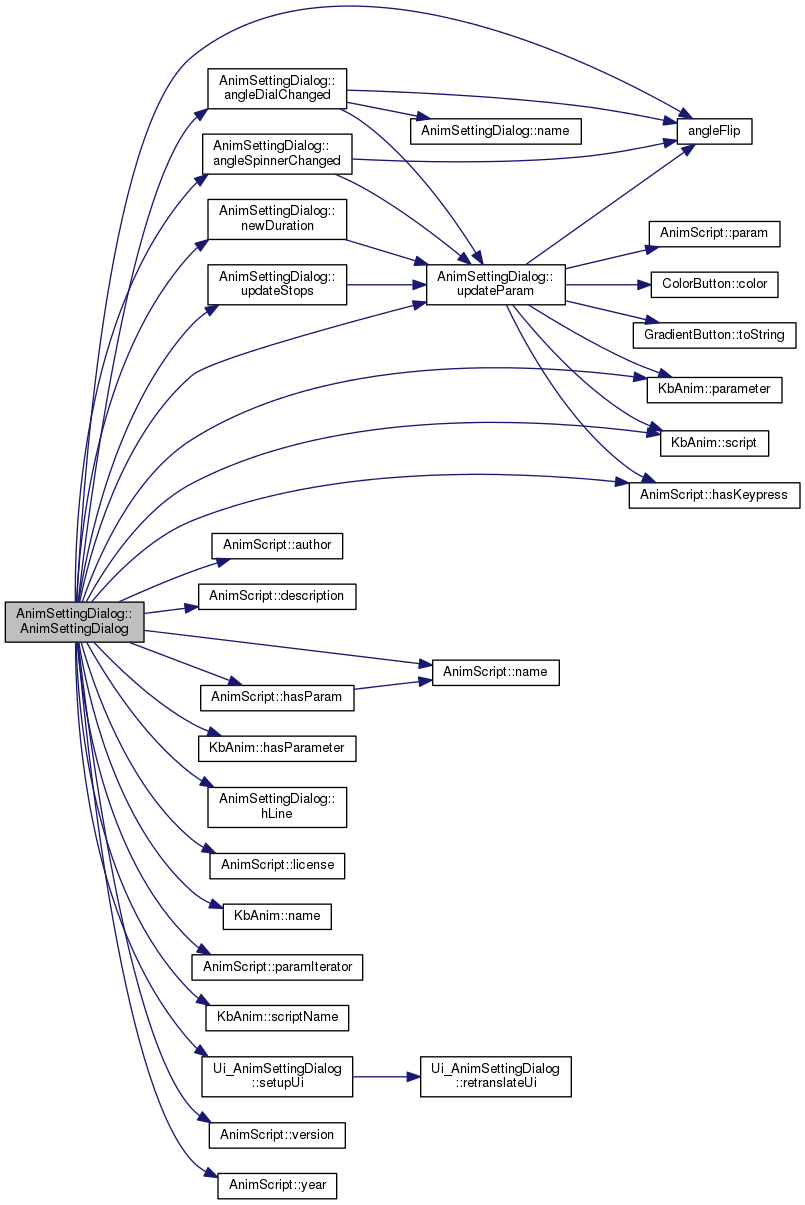 AnimSettingDialog::
angleDialChanged
AnimSettingDialog::name
angleFlip
AnimSettingDialog::
angleSpinnerChanged
AnimSettingDialog::
newDuration
AnimScript::param
AnimSettingDialog::
updateStops
AnimSettingDialog::
updateParam
ColorButton::color
GradientButton::toString
KbAnim::parameter
KbAnim::script
AnimScript::hasKeypress
AnimScript::author
AnimScript::description
AnimSettingDialog::
AnimSettingDialog
AnimScript::name
AnimScript::hasParam
KbAnim::hasParameter
AnimSettingDialog::
hLine
AnimScript::license
KbAnim::name
AnimScript::paramIterator
KbAnim::scriptName
Ui_AnimSettingDialog
::setupUi
Ui_AnimSettingDialog
::retranslateUi
AnimScript::version
AnimScript::year